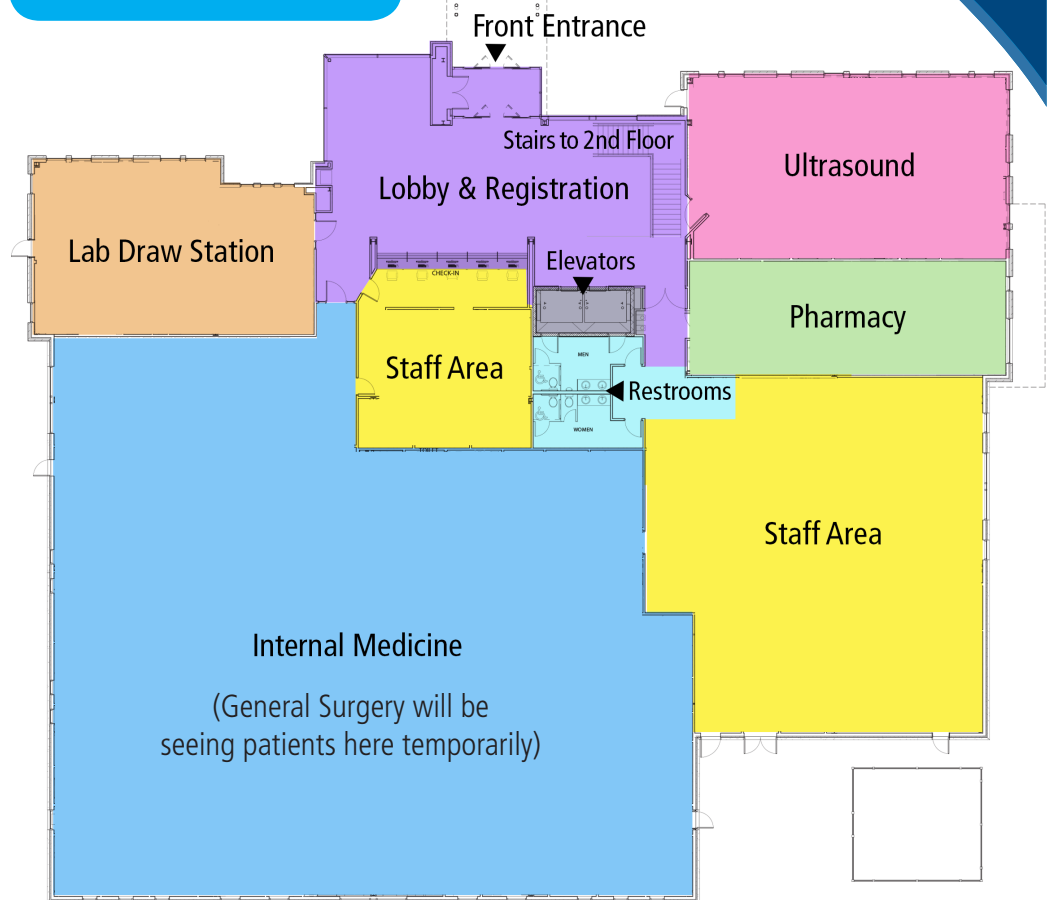 Front Entrance
Stairs to 2nd Floor
Ultrasound
Lobby & Registration
Lab Draw Station
Elevators
CHECK-IN
Pharmacy
MEN
Staff Area
Restrooms
WOMEN
Staff Area
Internal Medicine
(General Surgery will be
seeing patients here temporarily)